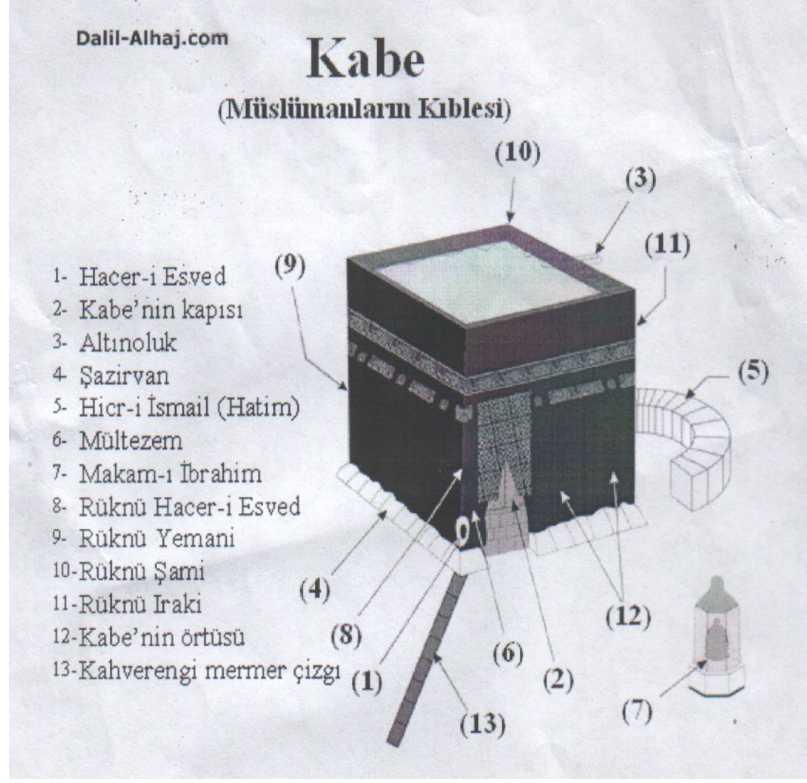 Dalil-Alhaj.com
Kabe
(Müslümanların Kıblesi)
(10)
(3)
(11)
(9)
(5)
1- Hacer-i Esved
2- Kabe’nin kapısı
3- Altınoluk
4- Şazirvan
5- Hicr-i İsmail (Hatim)
6- Mültezem
7- Makam-ı İbrahim
8- Rüknü Hacer-i Esved
9- Rüknü Yemani
10- Rüknü Şami
11- Rüknü Iraki
12- Kabe’nin örtüsü
13- Kahverengi mermer çizgı
(4)
(8)
(1)
(6)
(2)
(12)
(13)
(7)